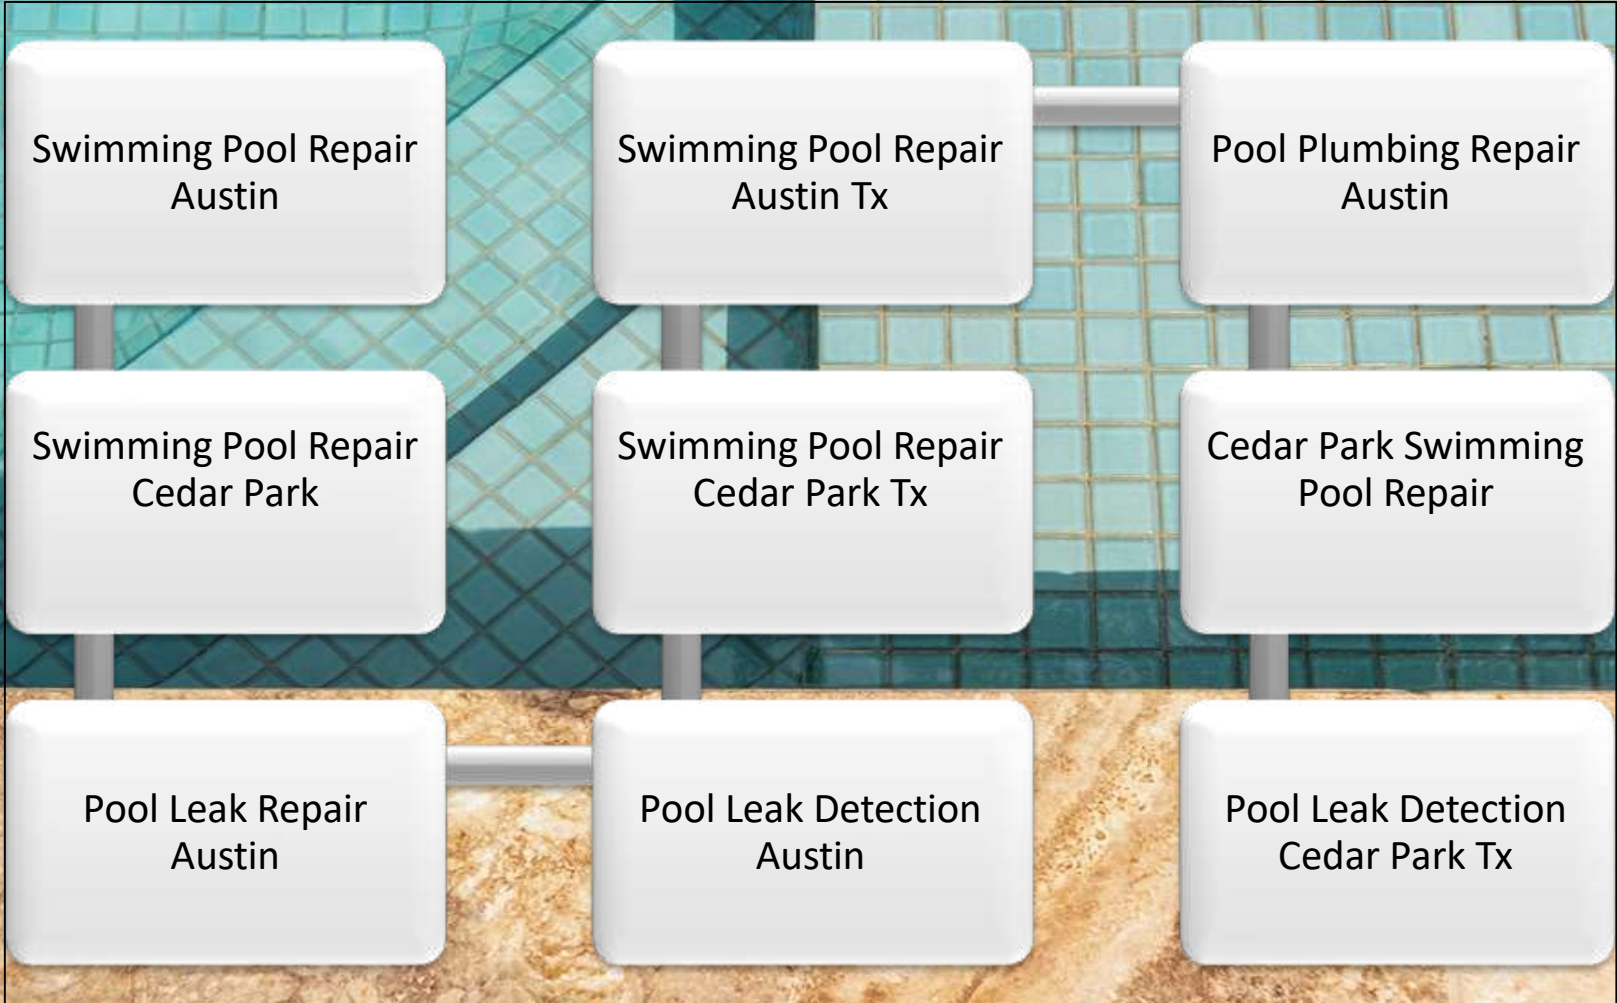 Swimming Pool Repair
Austin
Swimming Pool Repair
Austin Tx
Pool Plumbing Repair
Austin
Swimming Pool Repair
Cedar Park
Swimming Pool Repair
Cedar Park Tx
Cedar Park Swimming
Pool Repair
Pool Leak Repair
Austin
Pool Leak Detection
Austin
Pool Leak Detection
Cedar Park Tx